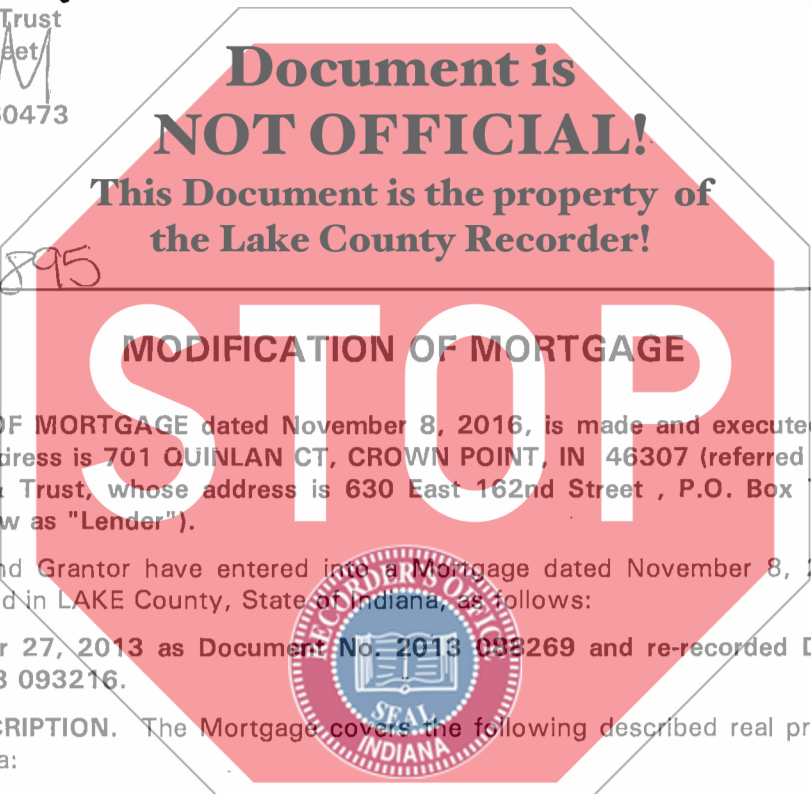 Trust
eet
60473
Document is
NOT OFFICIAL!
This Document is the property of
the Lake County Recorder!
895
STOP
MODIFICATION OF MORTGAGE
OF MORTGAGE dated November 8, 2016, is made and execute
dress is 701 QUINLAN CT, CROWN POINT, IN 46307 (referred
& Trust, whose address is 630 East 162nd Street , P.O. Box
w as "Lender").
nd Grantor have entered into a Mortgage dated November 8, 2
d in LAKE County, State of Indiana, as follows:
r 27, 2013 as Document No. 2013 088269 and re-recorded D
3 093216.
CRIPTION. The Mortgage covers the following described real pr
a:
RECORDER'S OFFICE
SEAL
INDIANA